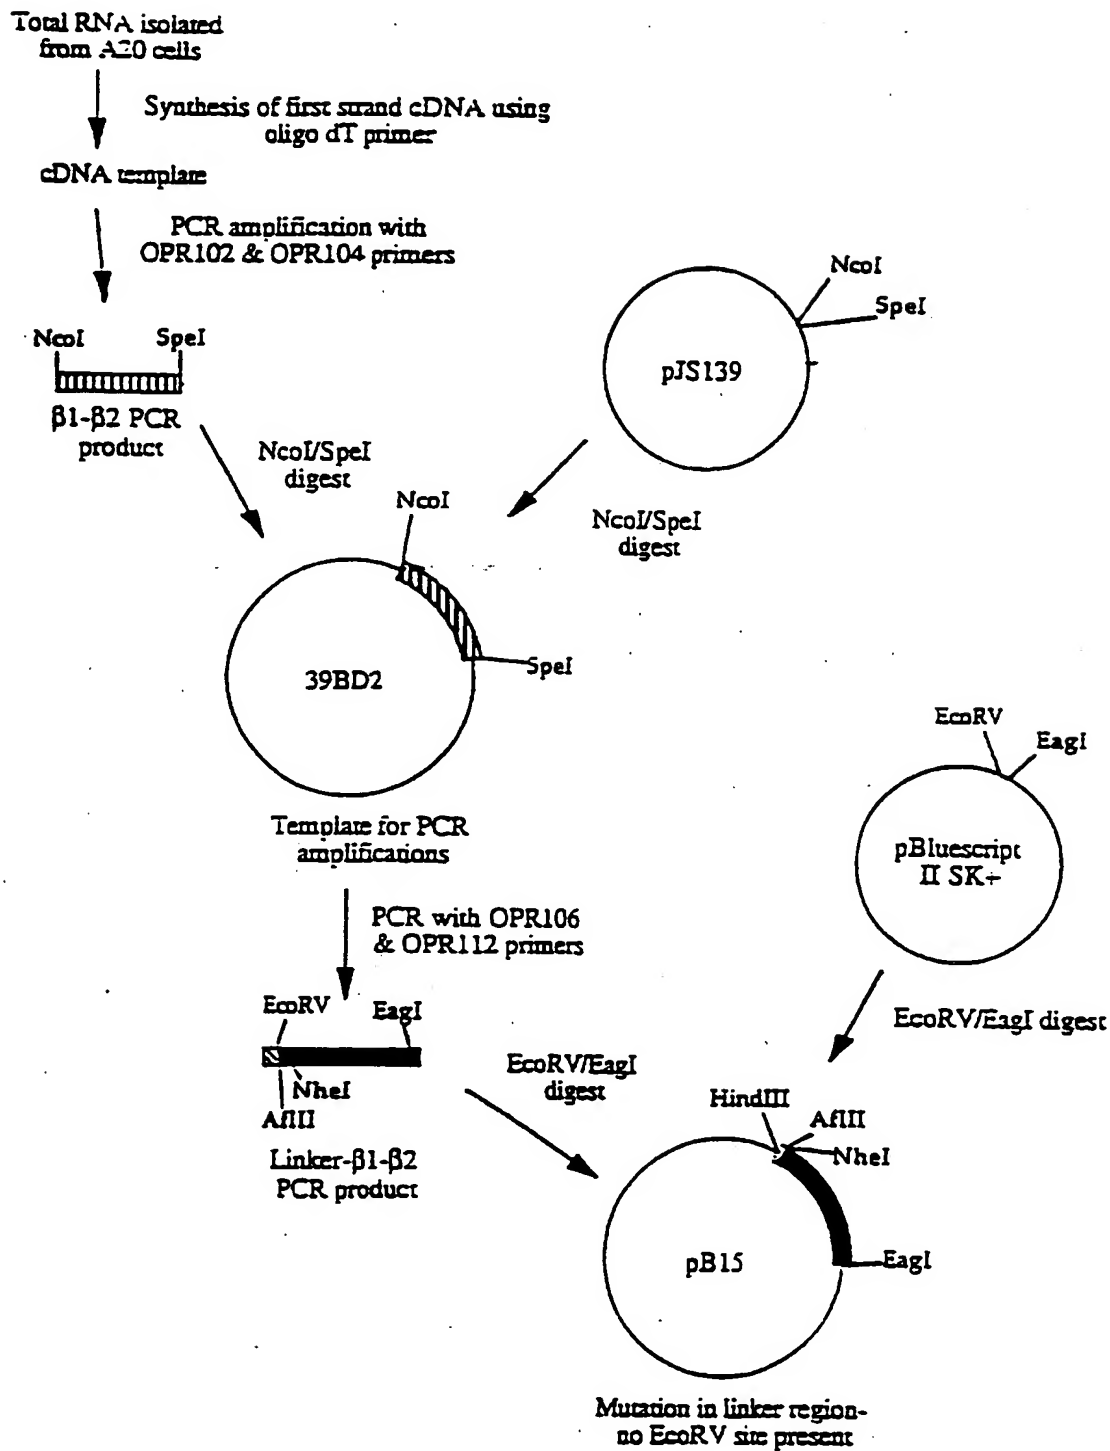 Total RNA isolated
from A20 cells
Synthesis of first strand cDNA using
oligo dT primer
cDNA template
PCR amplification with
OPR102 & OPR104 primers
NcoI
SpeI
β1-β2 PCR
product
NcoI
SpeI
pJS139
NcoI/SpeI
digest
NcoI/SpeI
digest
NcoI
SpeI
39BD2
Template for PCR
amplifications
EcoRV
EagI
pBluescript
II SK+
PCR with OPR106
& OPR112 primers
EcoRV
EagI
NheI
AflII
Linker-β1-β2
PCR product
EcoRV/EagI
digest
EcoRV/EagI digest
HindIII
AflII
NheI
EagI
pB15
Mutation in linker region-
no EcoRV site present